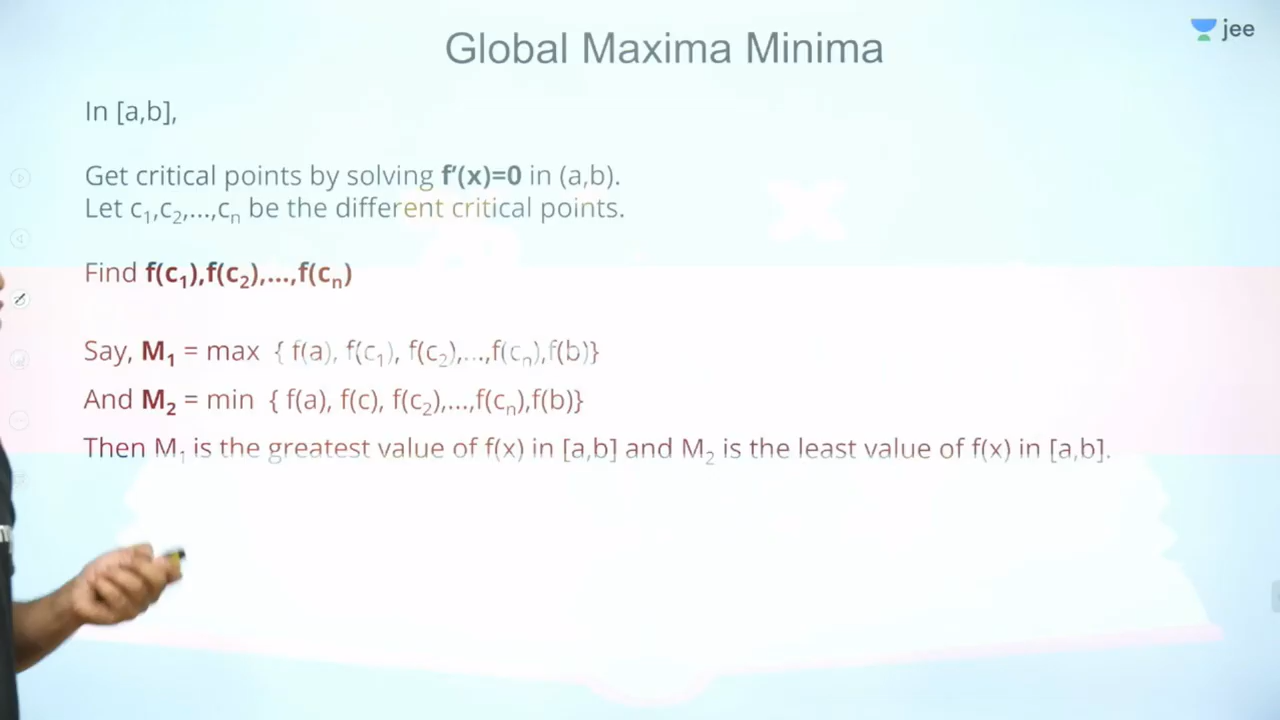 Global Maxima Minima
jee
In [a,b],
Get critical points by solving f'(x)=0 in (a,b).
Let c₁,c₂,...,cₙ be the different critical points.
Find f(c₁),f(c₂),...,f(cₙ)
Say, M₁ = max { f(a), f(c₁), f(c₂),...,f(cₙ),f(b)}
And M₂ = min { f(a), f(c), f(c₂),...,f(cₙ),f(b)}
Then M₁ is the greatest value of f(x) in [a,b] and M₂ is the least value of f(x) in [a,b].